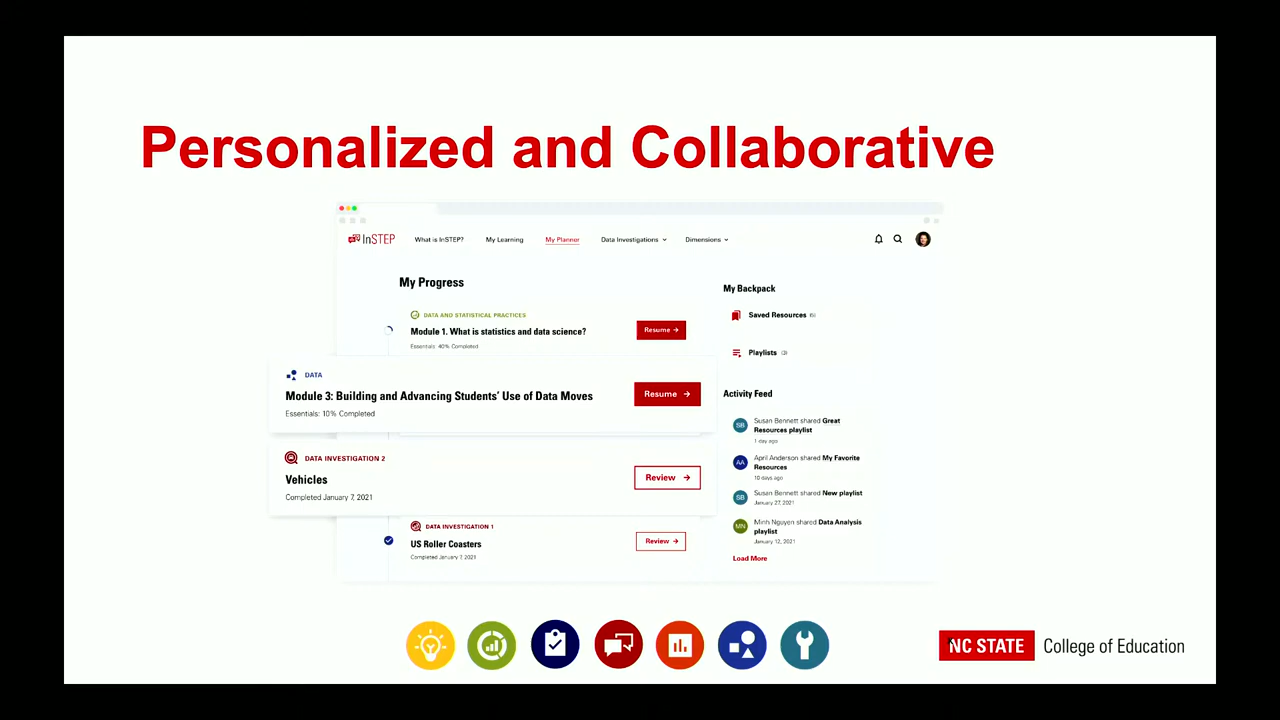 Personalized and Collaborative
InSTEP
What is InSTEP?
My Learning
My Planner
Data Investigations
Dimensions
My Progress
DATA AND STATISTICAL PRACTICES
Module 1. What is statistics and data science?
Essentials: 40% Completed
Resume →
DATA
Module 3: Building and Advancing Students' Use of Data Moves
Essentials: 10% Completed
Resume →
DATA INVESTIGATION 2
Vehicles
Completed January 7, 2021
Review →
DATA INVESTIGATION 1
US Roller Coasters
Completed January 7, 2021
Review →
My Backpack
Saved Resources
Playlists
Activity Feed
SB
Susan Bennett shared Great
Resources playlist
1 day ago
AA
April Anderson shared My Favorite
Resources
10 days ago
SB
Susan Bennett shared New playlist
January 27, 2021
MN
Minh Nguyen shared Data Analysis
playlist
January 12, 2021
Load More
NC STATE College of Education